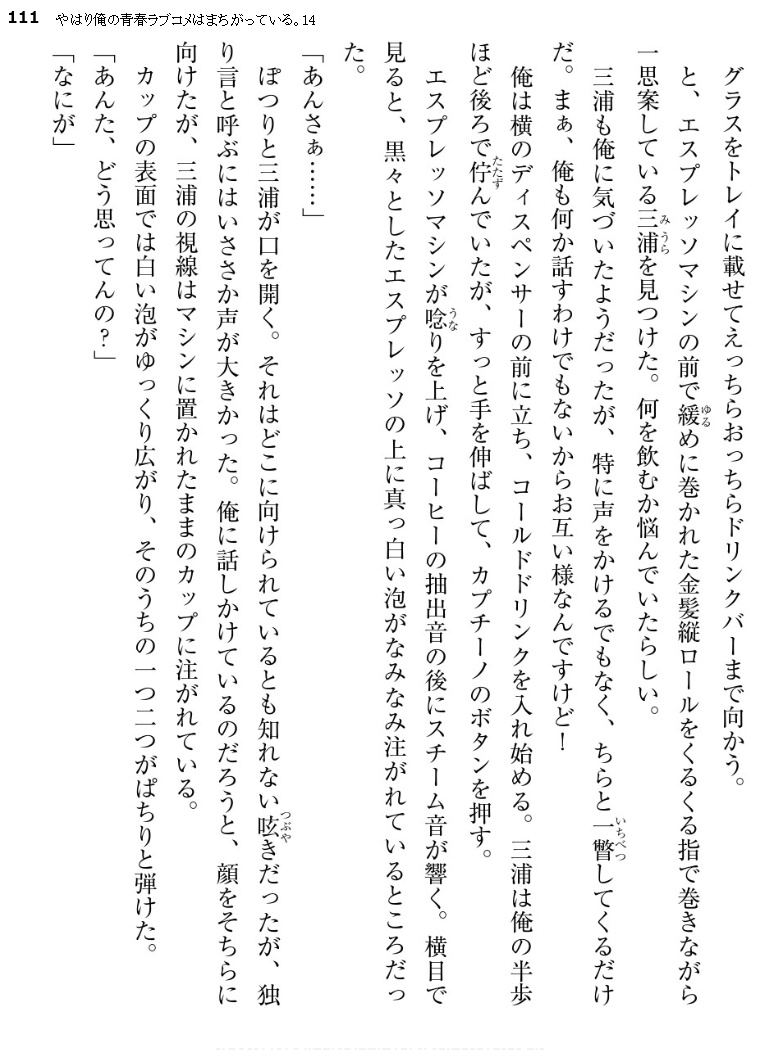 111 やはり俺の青春ラブコメはまちがっている。14
グラスをトレイに載せてえっちらおっちらドリンクバーまで向かう。
と、エスプレッソマシンの前で緩めに巻かれた金髪縦ロールをくるくる指で巻きながら
一思案している三浦を見つけた。何を飲むか悩んでいたらしい。
三浦も俺に気づいたようだったが、特に声をかけるでもなく、ちらと一瞥してくるだけ
だ。まぁ、俺も何か話すわけでもないからお互い様なんですけど！
俺は横のディスペンサーの前に立ち、コールドドリンクを入れ始める。三浦は俺の半歩
ほど後ろで佇んでいたが、すっと手を伸ばして、カプチーノのボタンを押す。
エスプレッソマシンが唸りを上げ、コーヒーの抽出音の後にスチーム音が響く。横目で
見ると、黒々としたエスプレッソの上に真っ白い泡がなみなみ注がれているところだっ
た。
「あんさぁ……」
ぽつりと三浦が口を開く。それはどこに向けられているとも知れない呟きだったが、独
り言と呼ぶにはいささか声が大きかった。俺に話しかけているのだろうと、顔をそちらに
向けたが、三浦の視線はマシンに置かれたままのカップに注がれている。
カップの表面では白い泡がゆっくり広がり、そのうちの一つ二つがぱちりと弾けた。
「あんた、どう思ってんの？」
「なにが」